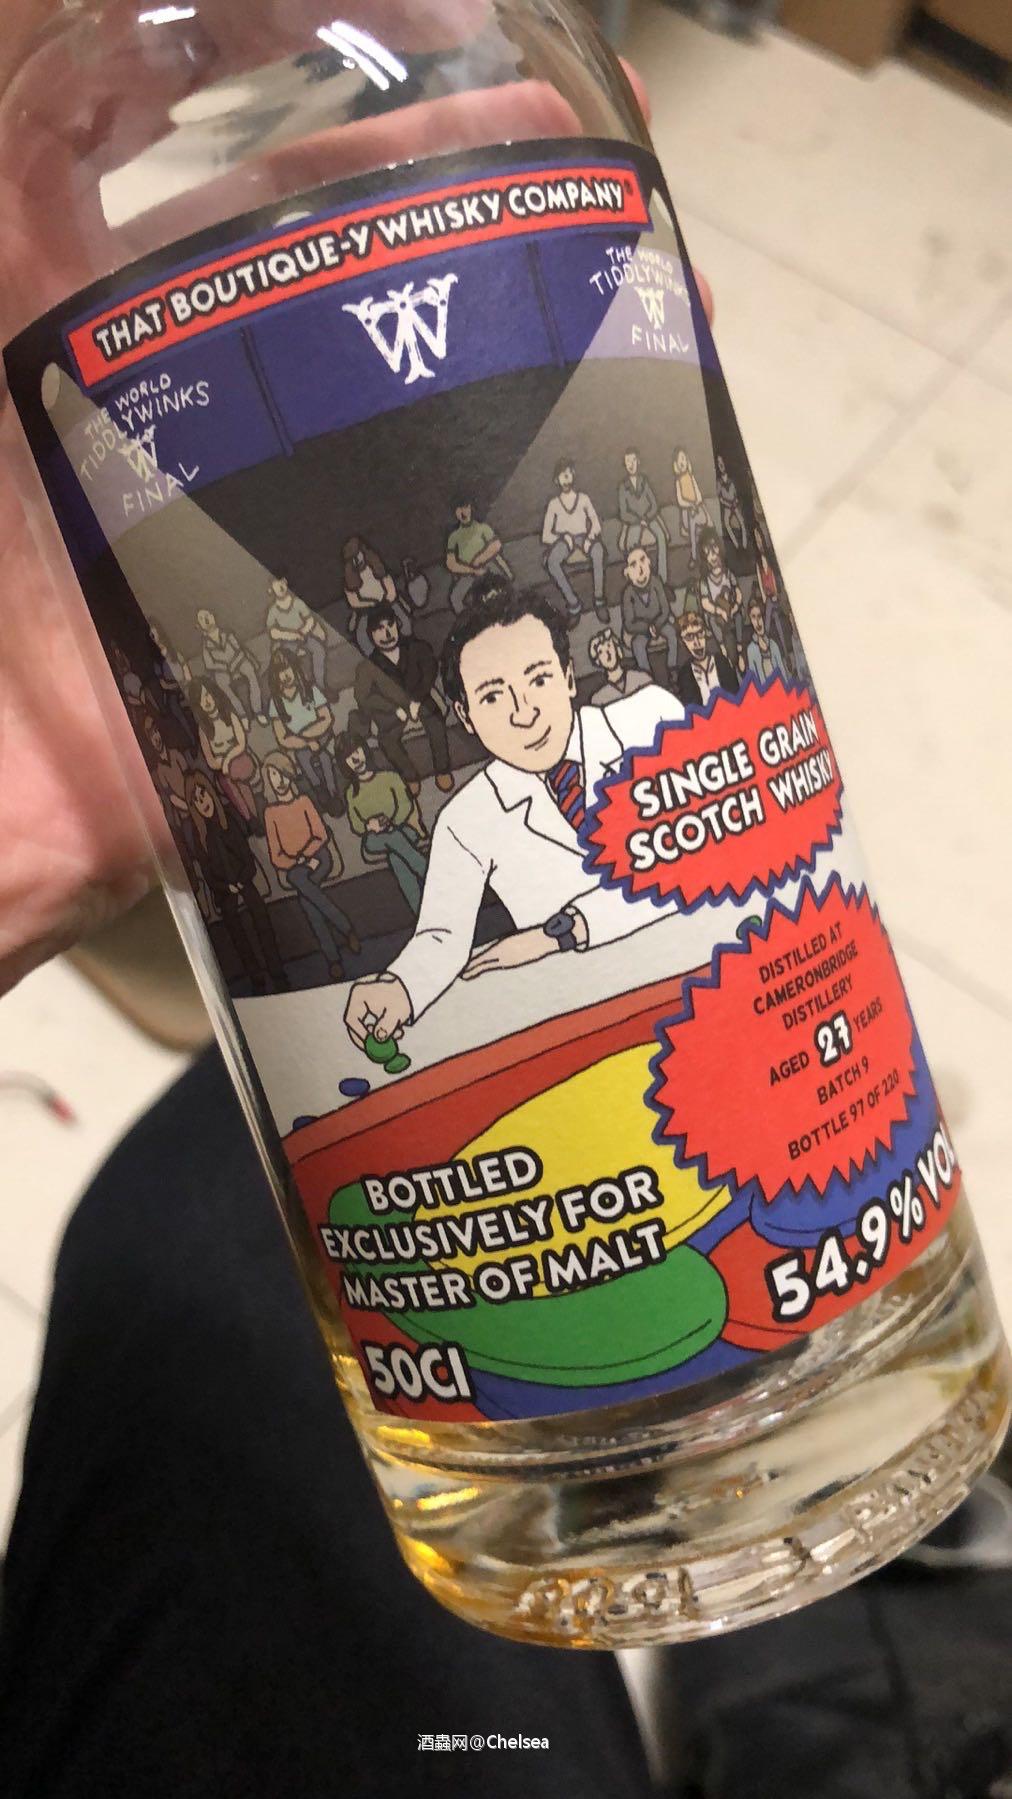 THAT BOUTIQUE-Y WHISKY COMPANY
THE WORLD
TIDDLYWINKS
FINAL
THE WORLD
TIDDLYWINKS
FINAL
SINGLE GRAIN
SCOTCH WHISKY
DISTILLED AT
CAMERONBRIDGE
DISTILLERY
AGED 27 YEARS
BATCH 9
BOTTLE 97 OF 220
BOTTLED
EXCLUSIVELY FOR
MASTER OF MALT
54.9% VOL
50Cl
酒蟲网@Chelsea